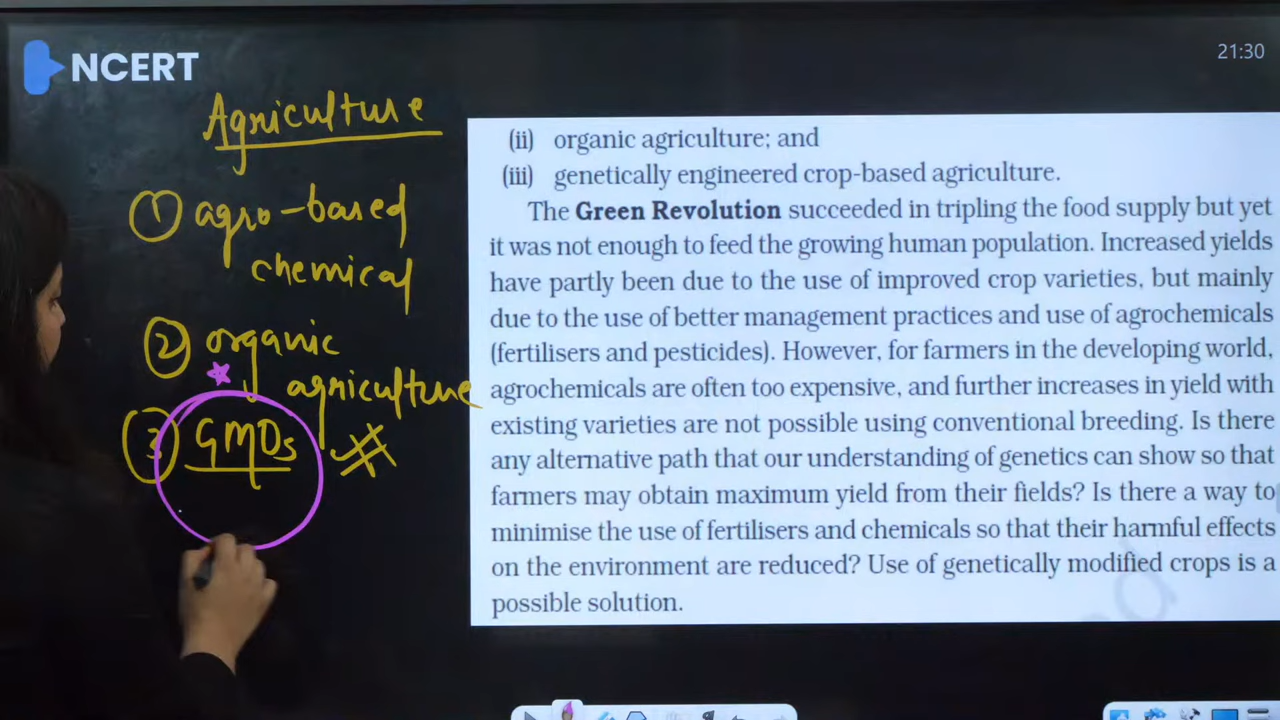 NCERT
21:30
Agriculture
① agro-based
chemical
② organic
agriculture
③ GMOs
(ii) organic agriculture; and
(iii) genetically engineered crop-based agriculture.
The Green Revolution succeeded in tripling the food supply but yet
it was not enough to feed the growing human population. Increased yields
have partly been due to the use of improved crop varieties, but mainly
due to the use of better management practices and use of agrochemicals
(fertilisers and pesticides). However, for farmers in the developing world,
agrochemicals are often too expensive, and further increases in yield with
existing varieties are not possible using conventional breeding. Is there
any alternative path that our understanding of genetics can show so that
farmers may obtain maximum yield from their fields? Is there a way to
minimise the use of fertilisers and chemicals so that their harmful effects
on the environment are reduced? Use of genetically modified crops is a
possible solution.